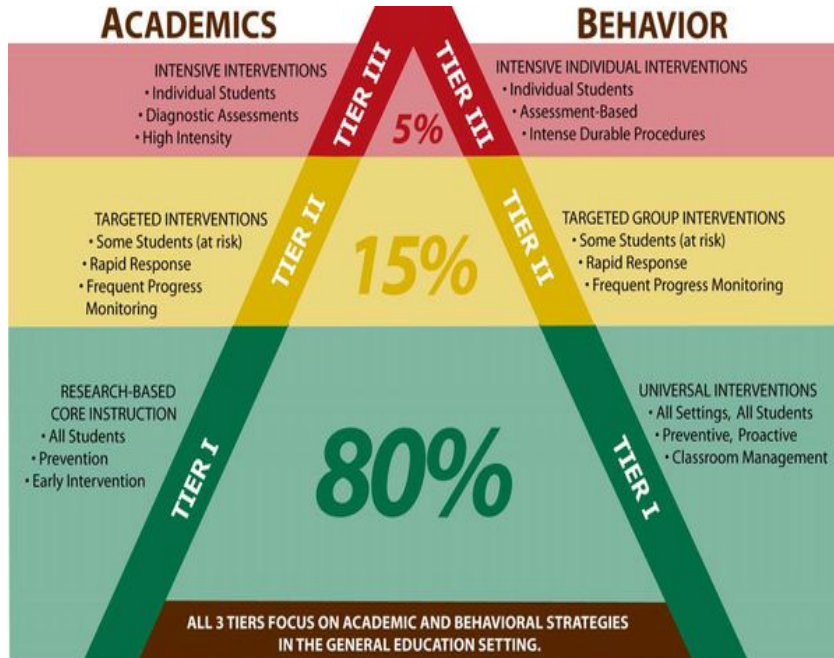 ACADEMICS
BEHAVIOR
INTENSIVE INTERVENTIONS
• Individual Students
• Diagnostic Assessments
• High Intensity
TIER III
5%
TIER III
INTENSIVE INDIVIDUAL INTERVENTIONS
• Individual Students
• Assessment-Based
• Intense Durable Procedures
TARGETED INTERVENTIONS
• Some Students (at risk)
• Rapid Response
• Frequent Progress
Monitoring
TIER II
15%
TIER II
TARGETED GROUP INTERVENTIONS
• Some Students (at risk)
• Rapid Response
• Frequent Progress Monitoring
RESEARCH-BASED
CORE INSTRUCTION
• All Students
• Prevention
• Early Intervention
TIER I
80%
TIER I
UNIVERSAL INTERVENTIONS
• All Settings, All Students
• Preventive, Proactive
• Classroom Management
ALL 3 TIERS FOCUS ON ACADEMIC AND BEHAVIORAL STRATEGIES
IN THE GENERAL EDUCATION SETTING.